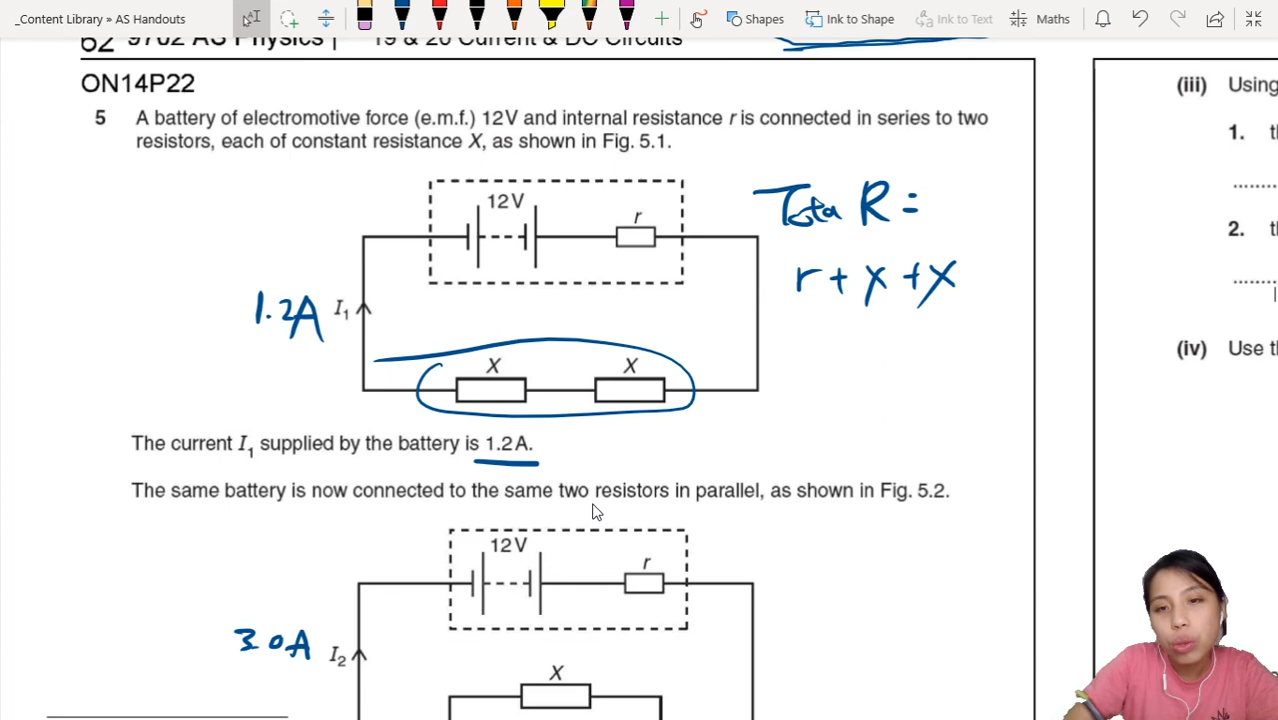 _Content Library » AS Handouts
Shapes
Ink to Shape
Ink to Text
Maths
62 9702 AS Physics | 19 & 20 Current & DC Circuits
ON14P22
5 A battery of electromotive force (e.m.f.) 12V and internal resistance r is connected in series to two
resistors, each of constant resistance X, as shown in Fig. 5.1.
12V
r
Tota R =
r + X + X
1.2A I₁
X X
The current I₁ supplied by the battery is 1.2A.
The same battery is now connected to the same two resistors in parallel, as shown in Fig. 5.2.
12V
r
3.0A I₂
X
(iii) Using
1. t
2. t
(iv) Use t